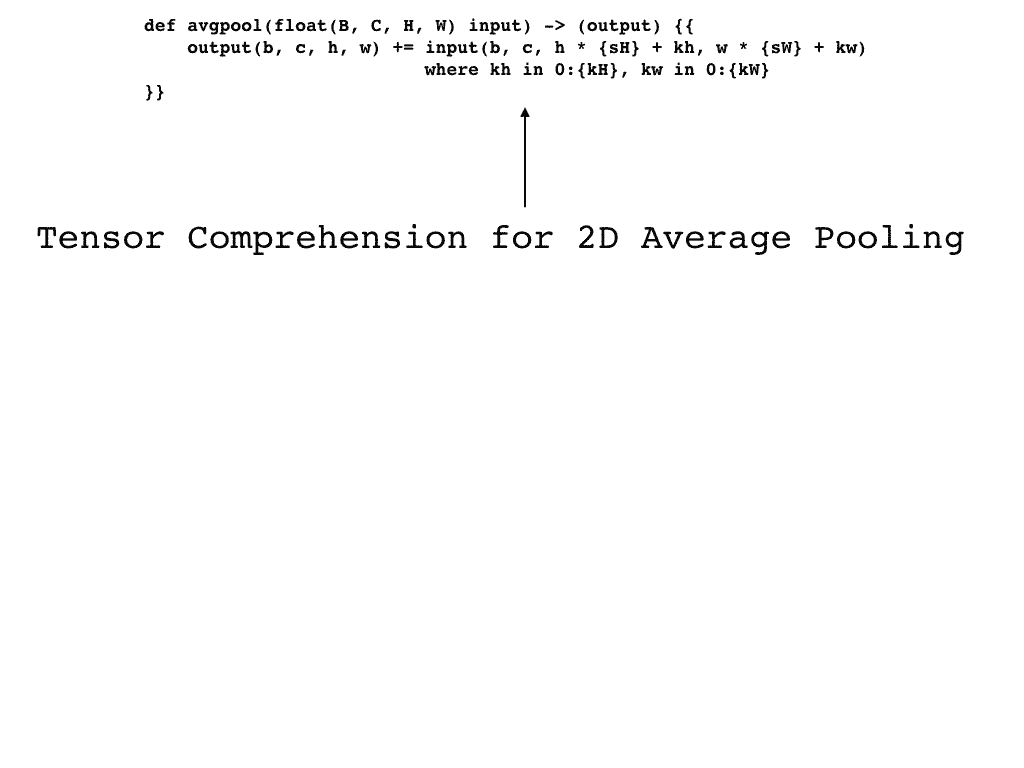 def avgpool(float(B, C, H, W) input) -> (output) {{
    output(b, c, h, w) += input(b, c, h * {sH} + kh, w * {sW} + kw)
                          where kh in 0:{kH}, kw in 0:{kW}
}}
Tensor Comprehension for 2D Average Pooling